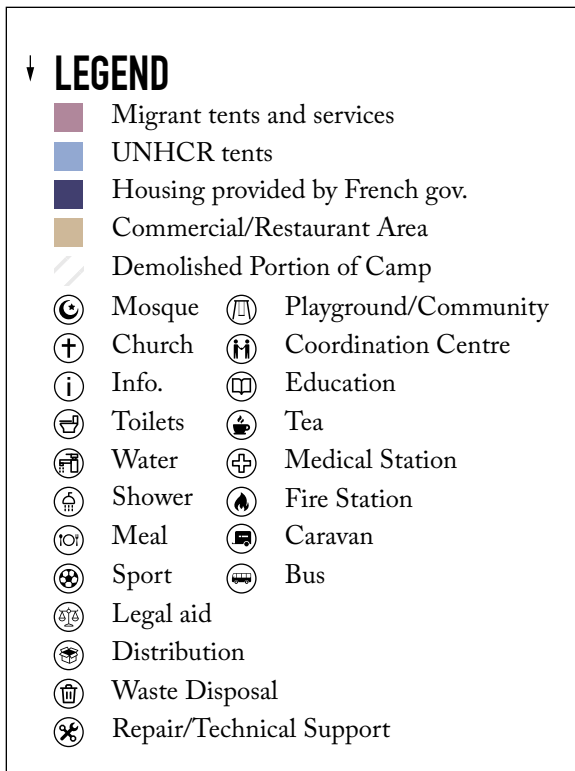 LEGEND
Migrant tents and services
UNHCR tents
Housing provided by French gov.
Commercial/Restaurant Area
Demolished Portion of Camp
Mosque Playground/Community
Church Coordination Centre
i Info. Education
Toilets Tea
Water Medical Station
Shower Fire Station
Meal Caravan
Sport Bus
Legal aid
Distribution
Waste Disposal
Repair/Technical Support